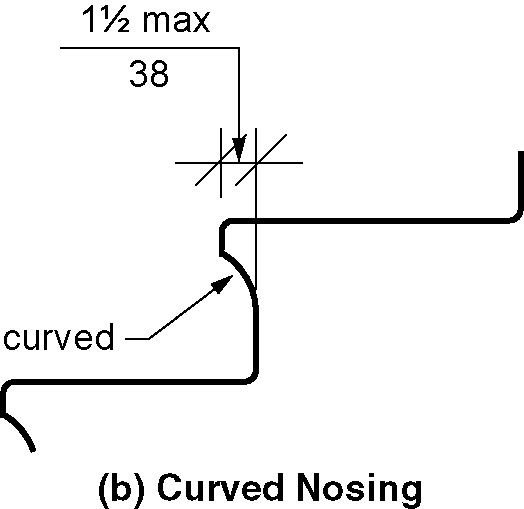 1½ max
38
curved
(b) Curved Nosing